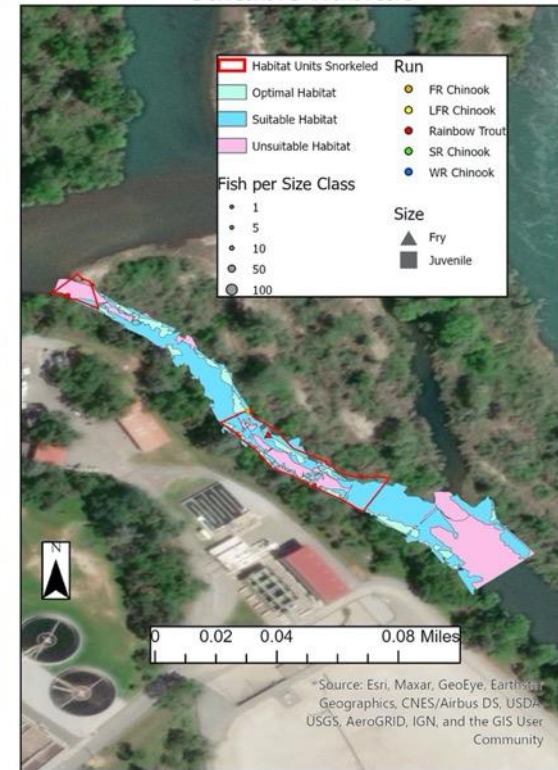 Habitat Units Snorkeled
Optimal Habitat
Suitable Habitat
Unsuitable Habitat
Fish per Size Class
1
5
10
50
100
Run
FR Chinook
LFR Chinook
Rainbow Trout
SR Chinook
WR Chinook
Size
Fry
Juvenile
N
0 0.02 0.04 0.08 Miles
Source: Esri, Maxar, GeoEye, Earthstar
Geographics, CNES/Airbus DS, USDA,
USGS, AeroGRID, IGN, and the GIS User
Community